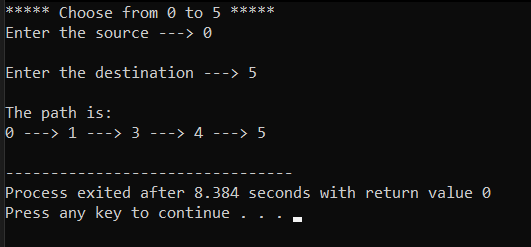 ***** Choose from 0 to 5 *****
Enter the source ---> 0
Enter the destination ---> 5
The path is:
0 ---> 1 ---> 3 ---> 4 ---> 5
--------------------------------
Process exited after 8.384 seconds with return value 0
Press any key to continue . . .